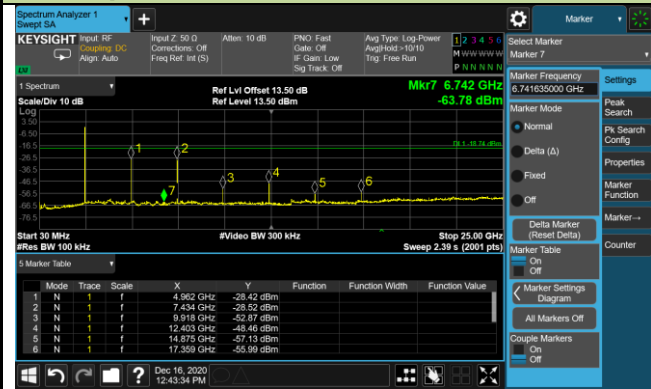 Spectrum Analyzer 1
Swept SA
+
Marker
KEYSIGHT
Input: RF
Coupling: DC
Align: Auto
Input Z: 50 Ω
Corrections: Off
Freq Ref: Int (S)
Atten: 10 dB
PNO: Fast
Gate: Off
IF Gain: Low
Sig Track: Off
Avg Type: Log-Power
Avg|Hold:>10/10
Trig: Free Run
1 2 3 4 5 6
M W W W W W
P N N N N N
Select Marker
Marker 7
1 Spectrum
Scale/Div 10 dB
Log
Ref Lvl Offset 13.50 dB
Ref Level 13.50 dBm
Mkr7 6.742 GHz
-63.78 dBm
3.50
-6.50
-16.5
-26.5
-36.5
-46.5
-56.5
-66.5
-76.5
1
2
3
4
5
6
7
Start 30 MHz
#Res BW 100 kHz
#Video BW 300 kHz
Stop 25.00 GHz
Sweep 2.39 s (2001 pts)
5 Marker Table
Mode Trace Scale X Y Function Function Width Function Value
1 N 1 f 4.962 GHz -28.42 dBm
2 N 1 f 7.434 GHz -28.52 dBm
3 N 1 f 9.918 GHz -52.87 dBm
4 N 1 f 12.403 GHz -48.46 dBm
5 N 1 f 14.875 GHz -57.13 dBm
6 N 1 f 17.359 GHz -55.99 dBm
Marker Frequency
6.741635000 GHz
Marker Mode
Normal
Delta (Δ)
Fixed
Off
Delta Marker
(Reset Delta)
Marker Table
On
Off
Marker Settings
Diagram
All Markers Off
Couple Markers
On
Off
Settings
Peak
Search
Pk Search
Config
Properties
Marker
Function
Marker→
Counter
?
Dec 16, 2020
12:43:34 PM